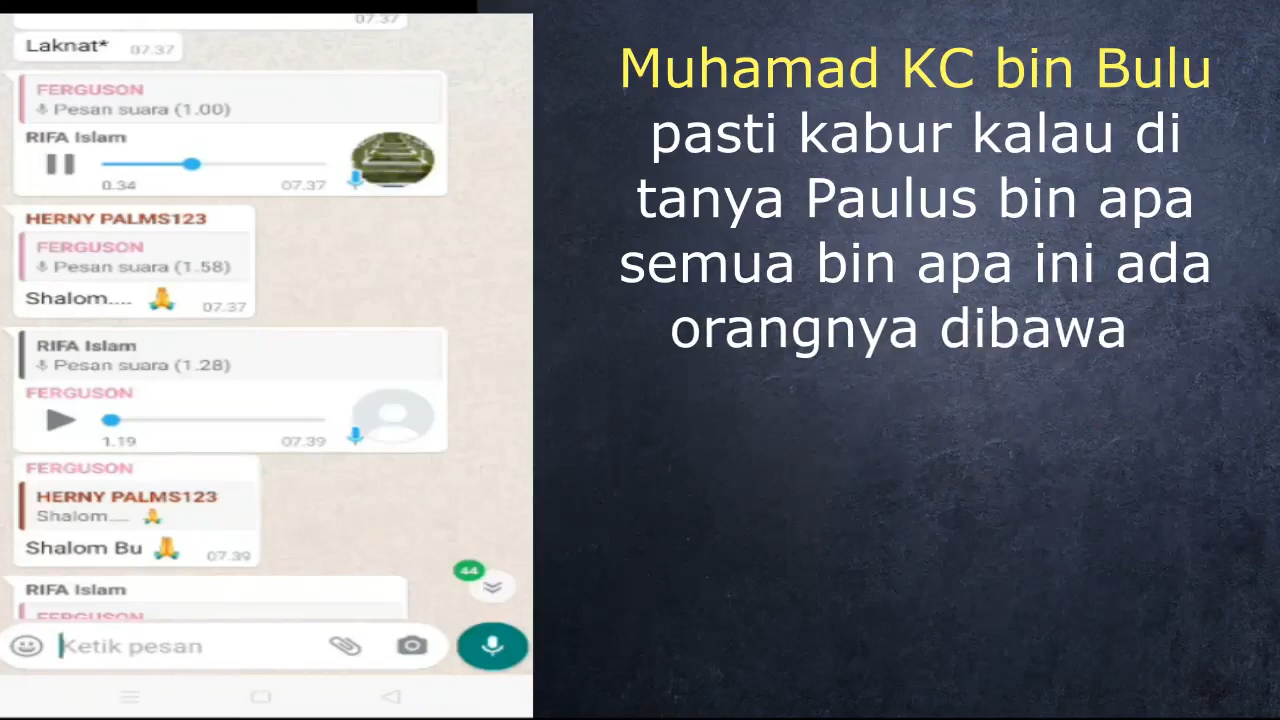 07.37
Laknat* 07.37
FERGUSON
Pesan suara (1.00)
RIFA Islam
0.34 07.37
HERNY PALMS123
FERGUSON
Pesan suara (1.58)
Shalom.... 07.37
RIFA Islam
Pesan suara (1.28)
FERGUSON
1.19 07.39
FERGUSON
HERNY PALMS123
Shalom....
Shalom Bu 07.39
44
RIFA Islam
FERGUSON
Ketik pesan
Muhamad KC bin Bulu
pasti kabur kalau di
tanya Paulus bin apa
semua bin apa ini ada
orangnya dibawa